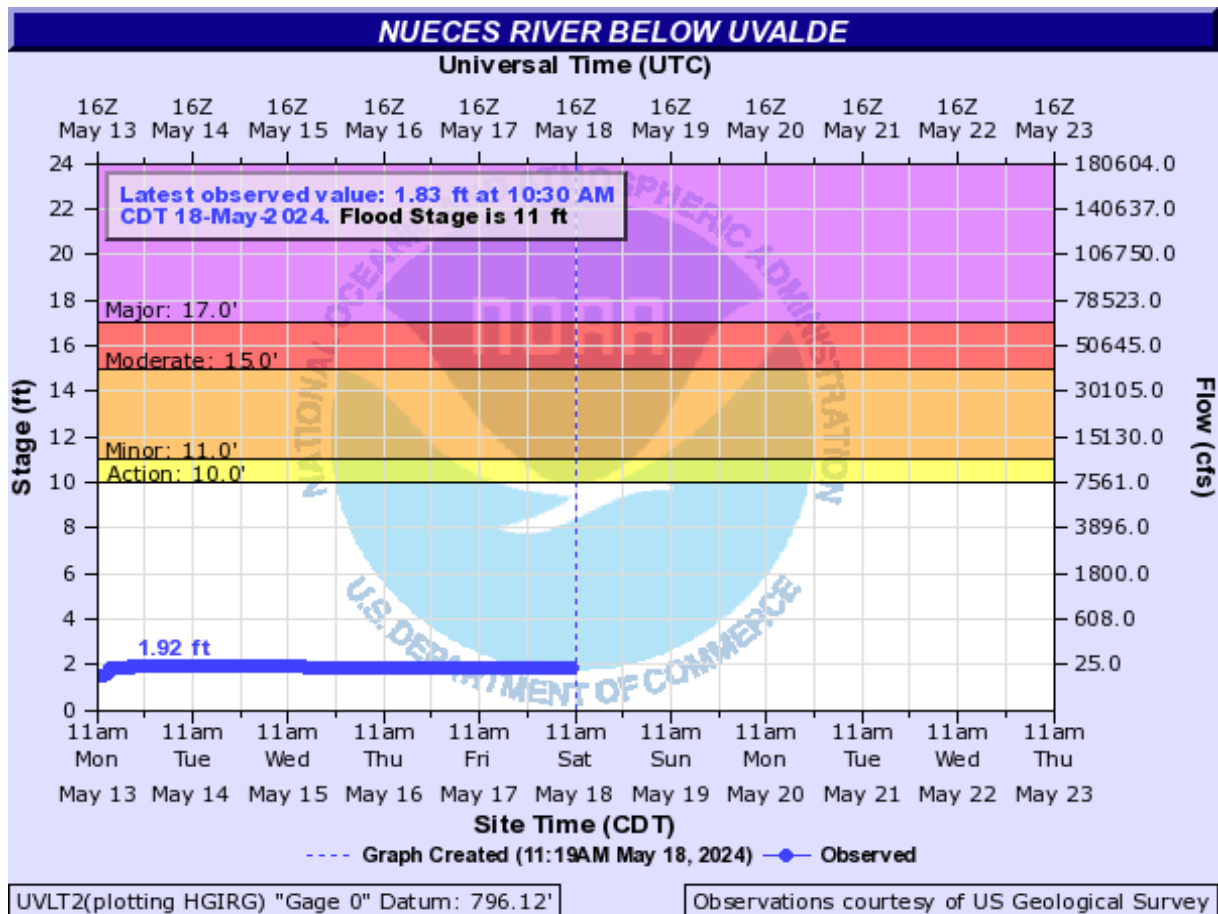 NUECES RIVER BELOW UVALDE
Universal Time (UTC)
16Z 16Z 16Z 16Z 16Z 16Z 16Z 16Z 16Z 16Z 16Z
May 13 May 14 May 15 May 16 May 17 May 18 May 19 May 20 May 21 May 22 May 23
Latest observed value: 1.83 ft at 10:30 AM
CDT 18-May-2024. Flood Stage is 11 ft
24 180604.0
22 140637.0
20 106750.0
18 78523.0
Major: 17.0'
16 50645.0
Moderate: 15.0'
14 30105.0
12 15130.0
Minor: 11.0'
Action: 10.0'
10 7561.0
8 3896.0
6 1800.0
4 608.0
1.92 ft
2 25.0
0
Stage (ft)
Flow (cfs)
NATIONAL OCEANIC AND ATMOSPHERIC ADMINISTRATION
NOAA
U.S. DEPARTMENT OF COMMERCE
11am 11am 11am 11am 11am 11am 11am 11am 11am 11am 11am
Mon Tue Wed Thu Fri Sat Sun Mon Tue Wed Thu
May 13 May 14 May 15 May 16 May 17 May 18 May 19 May 20 May 21 May 22 May 23
Site Time (CDT)
Graph Created (11:19AM May 18, 2024) Observed
UVLT2(plotting HGIRG) "Gage 0" Datum: 796.12'
Observations courtesy of US Geological Survey